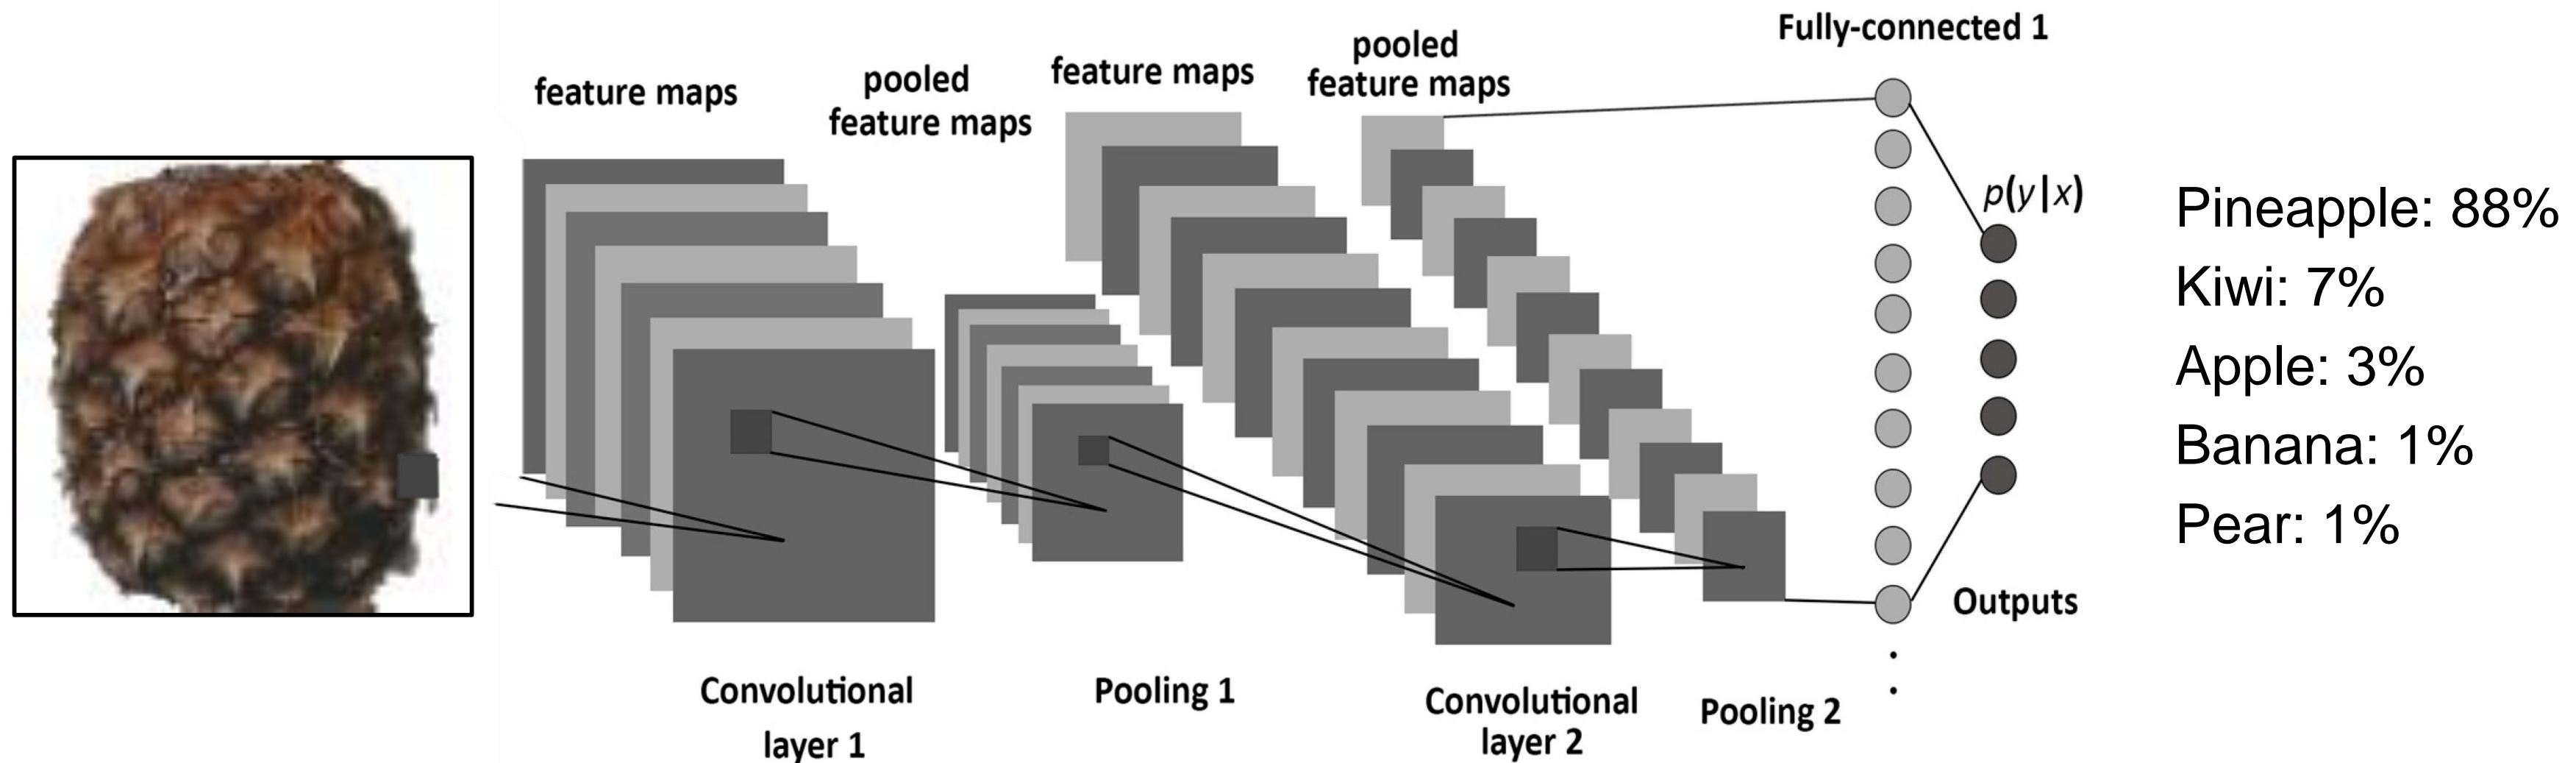 feature maps
pooled
feature maps
feature maps
pooled
feature maps
Fully-connected 1
p(y|x)
Pineapple: 88%
Kiwi: 7%
Apple: 3%
Banana: 1%
Pear: 1%
Outputs
Convolutional
layer 1
Pooling 1
Convolutional
layer 2
Pooling 2